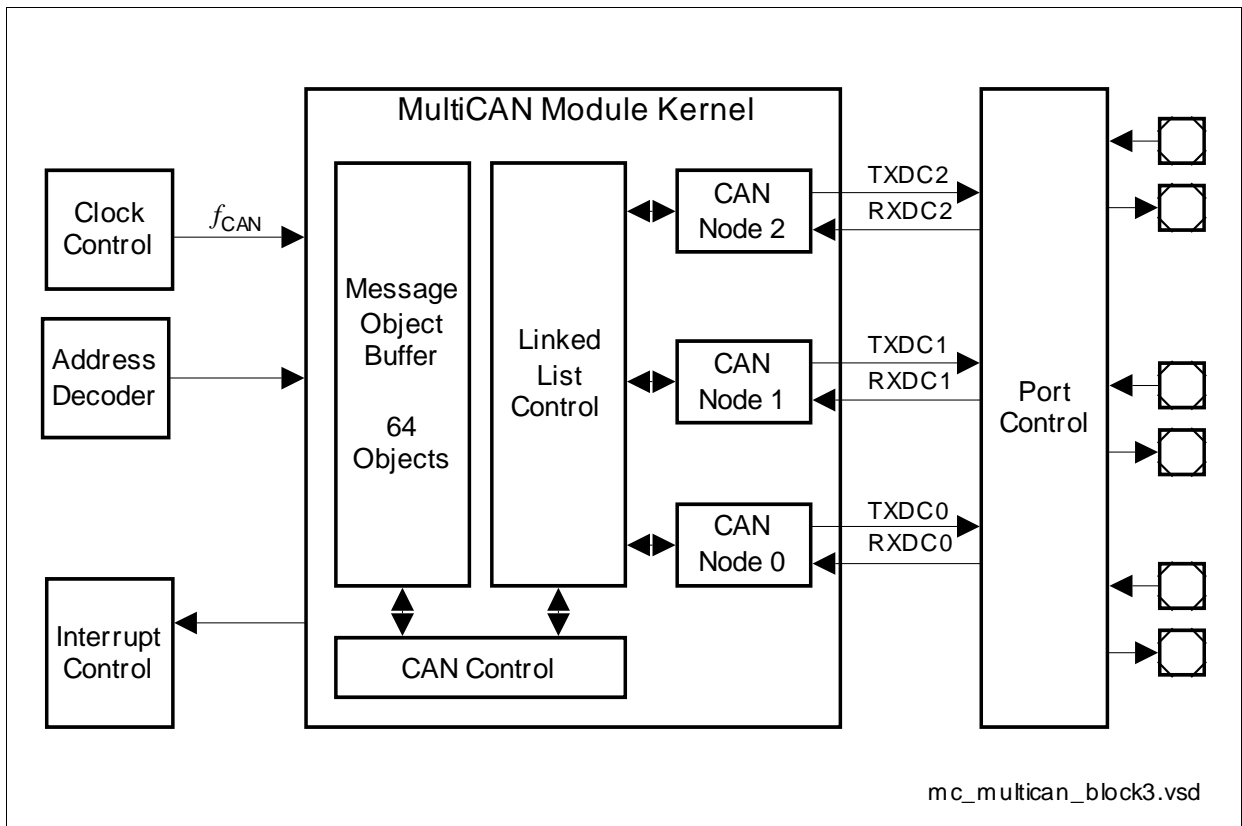 MultiCAN Module Kernel
Clock
Control
fCAN
Address
Decoder
Interrupt
Control
Message
Object
Buffer
64
Objects
Linked
List
Control
CAN Control
CAN
Node 2
TXDC2
RXDC2
CAN
Node 1
TXDC1
RXDC1
CAN
Node 0
TXDC0
RXDC0
Port
Control
mc_multican_block3.vsd